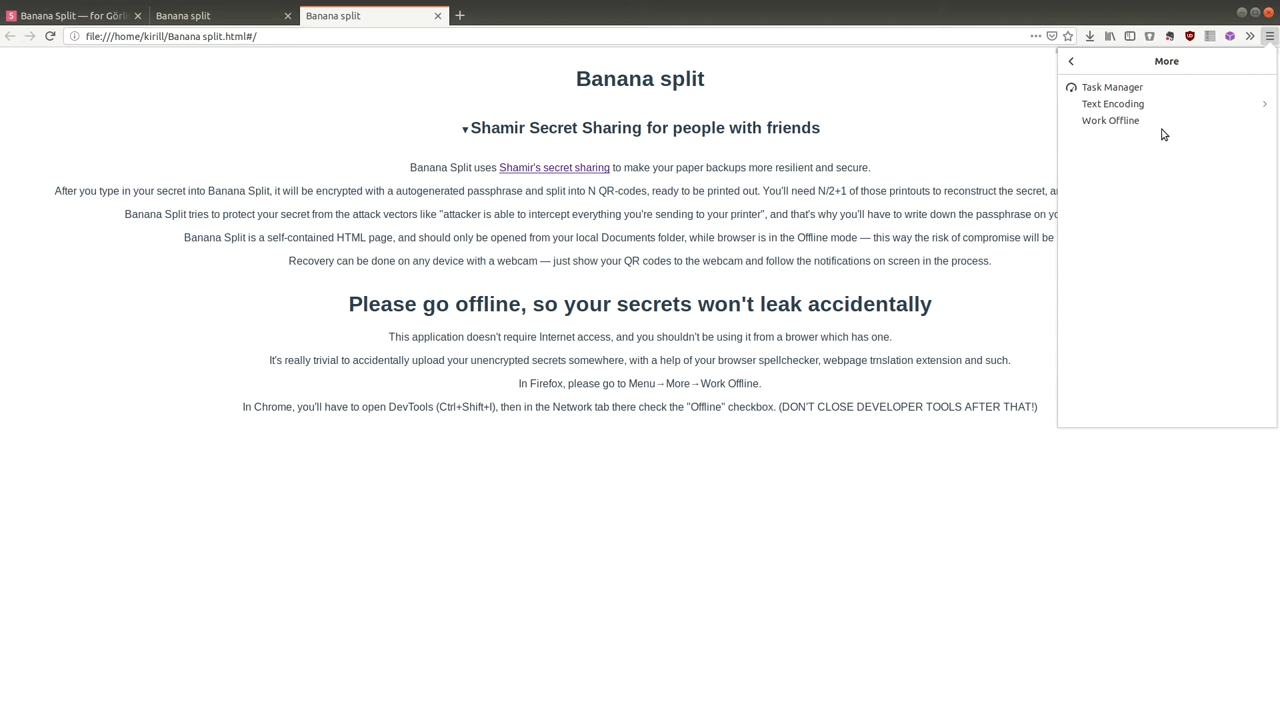 Banana Split — for Görli
Banana split
Banana split
file:///home/kirill/Banana split.html#/
More
Task Manager
Text Encoding
Work Offline
Banana split
▾Shamir Secret Sharing for people with friends
Banana Split uses Shamir's secret sharing to make your paper backups more resilient and secure.
After you type in your secret into Banana Split, it will be encrypted with a autogenerated passphrase and split into N QR-codes, ready to be printed out. You'll need N/2+1 of those printouts to reconstruct the secret,
Banana Split tries to protect your secret from the attack vectors like "attacker is able to intercept everything you're sending to your printer", and that's why you'll have to write down the passphrase on
Banana Split is a self-contained HTML page, and should only be opened from your local Documents folder, while browser is in the Offline mode — this way the risk of compromise will be
Recovery can be done on any device with a webcam — just show your QR codes to the webcam and follow the notifications on screen in the process.
Please go offline, so your secrets won't leak accidentally
This application doesn't require Internet access, and you shouldn't be using it from a brower which has one.
It's really trivial to accidentally upload your unencrypted secrets somewhere, with a help of your browser spellchecker, webpage trnslation extension and such.
In Firefox, please go to Menu→More→Work Offline.
In Chrome, you'll have to open DevTools (Ctrl+Shift+I), then in the Network tab there check the "Offline" checkbox. (DON'T CLOSE DEVELOPER TOOLS AFTER THAT!)